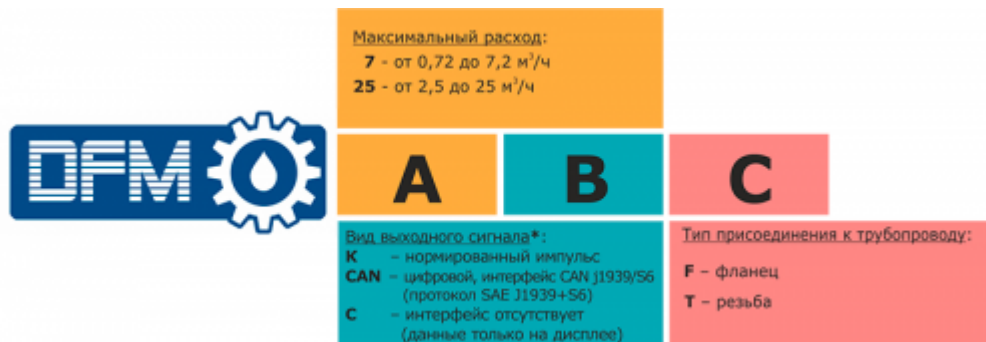 Максимальный расход:
7 - от 0,72 до 7,2 м³/ч
25 - от 2,5 до 25 м³/ч
DFM
A B C
Вид выходного сигнала*:
K – нормированный импульс
CAN – цифровой, интерфейс CAN j1939/S6
(протокол SAE J1939+S6)
C – интерфейс отсутствует
(данные только на дисплее)
Тип присоединения к трубопроводу:
F – фланец
T – резьба